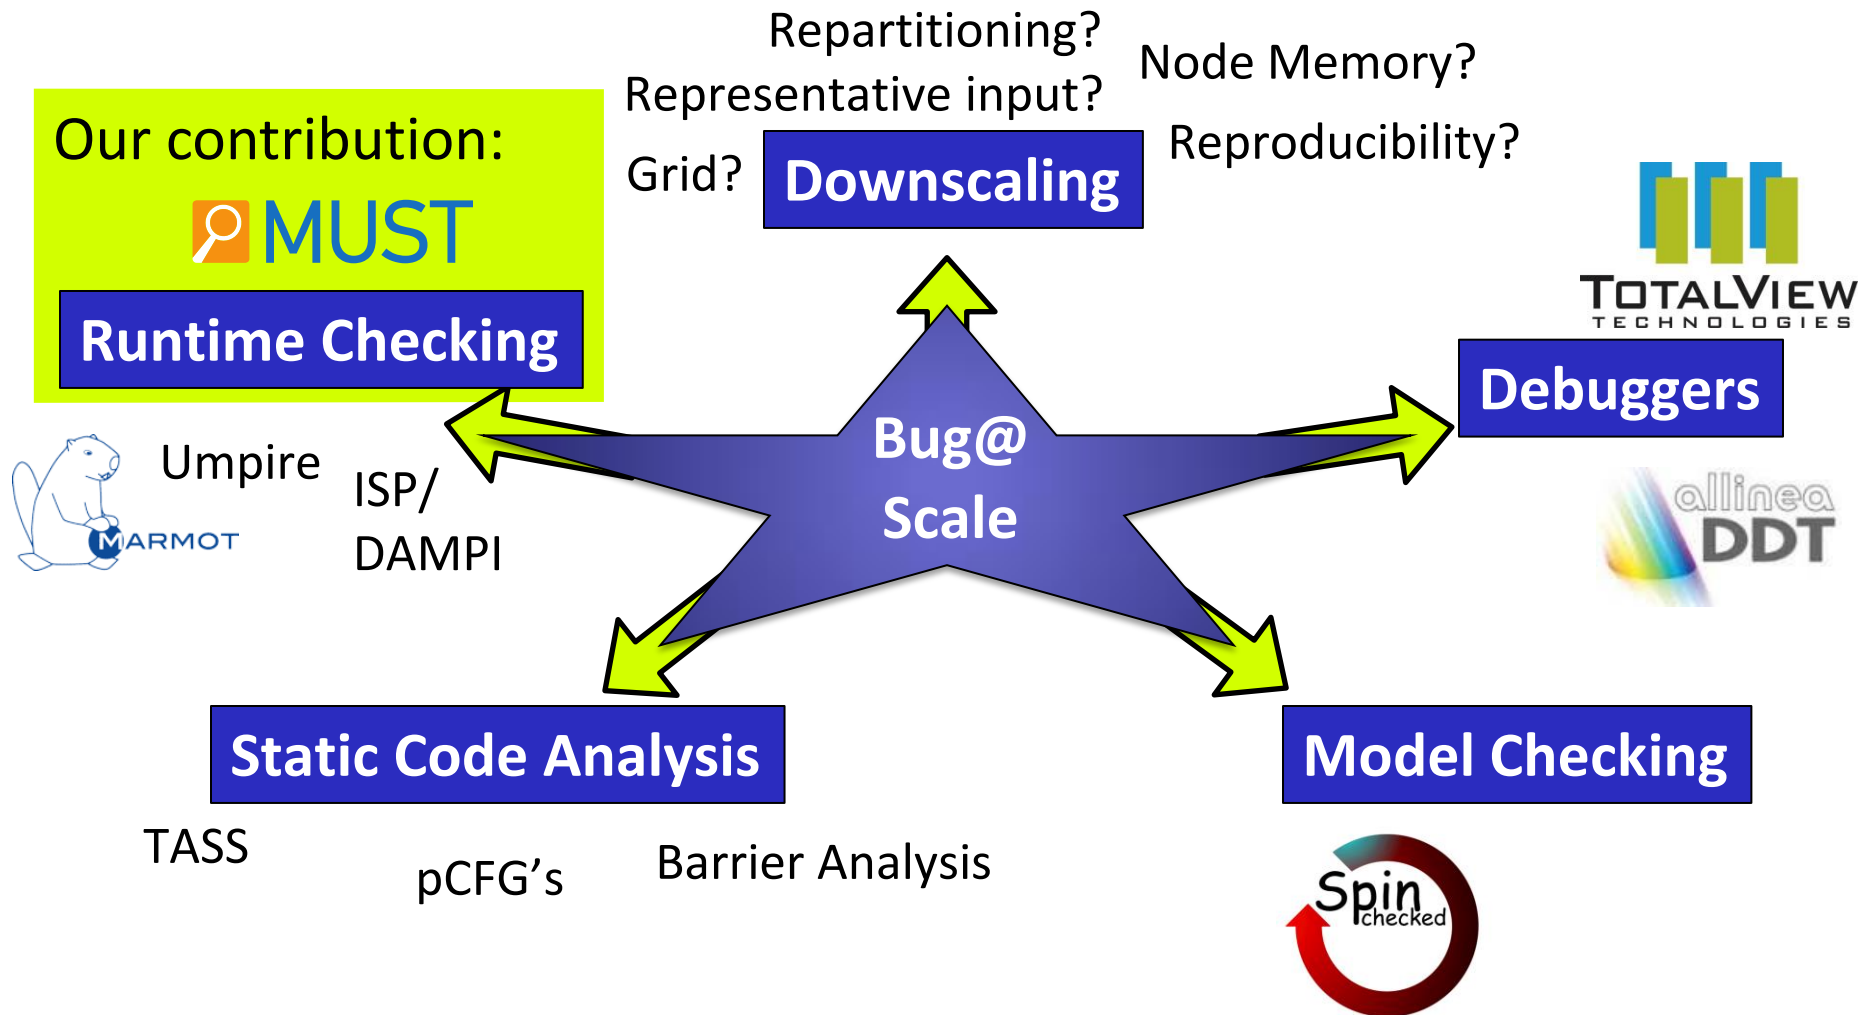 Repartitioning?
Node Memory?
Representative input?
Our contribution:
Reproducibility?
Grid?
Downscaling
MUST
TOTALVIEW
TECHNOLOGIES
Runtime Checking
Debuggers
Bug@
Scale
Umpire
ISP/
DAMPI
MARMOT
allinea
DDT
Static Code Analysis
Model Checking
TASS
pCFG’s
Barrier Analysis
Spin
checked